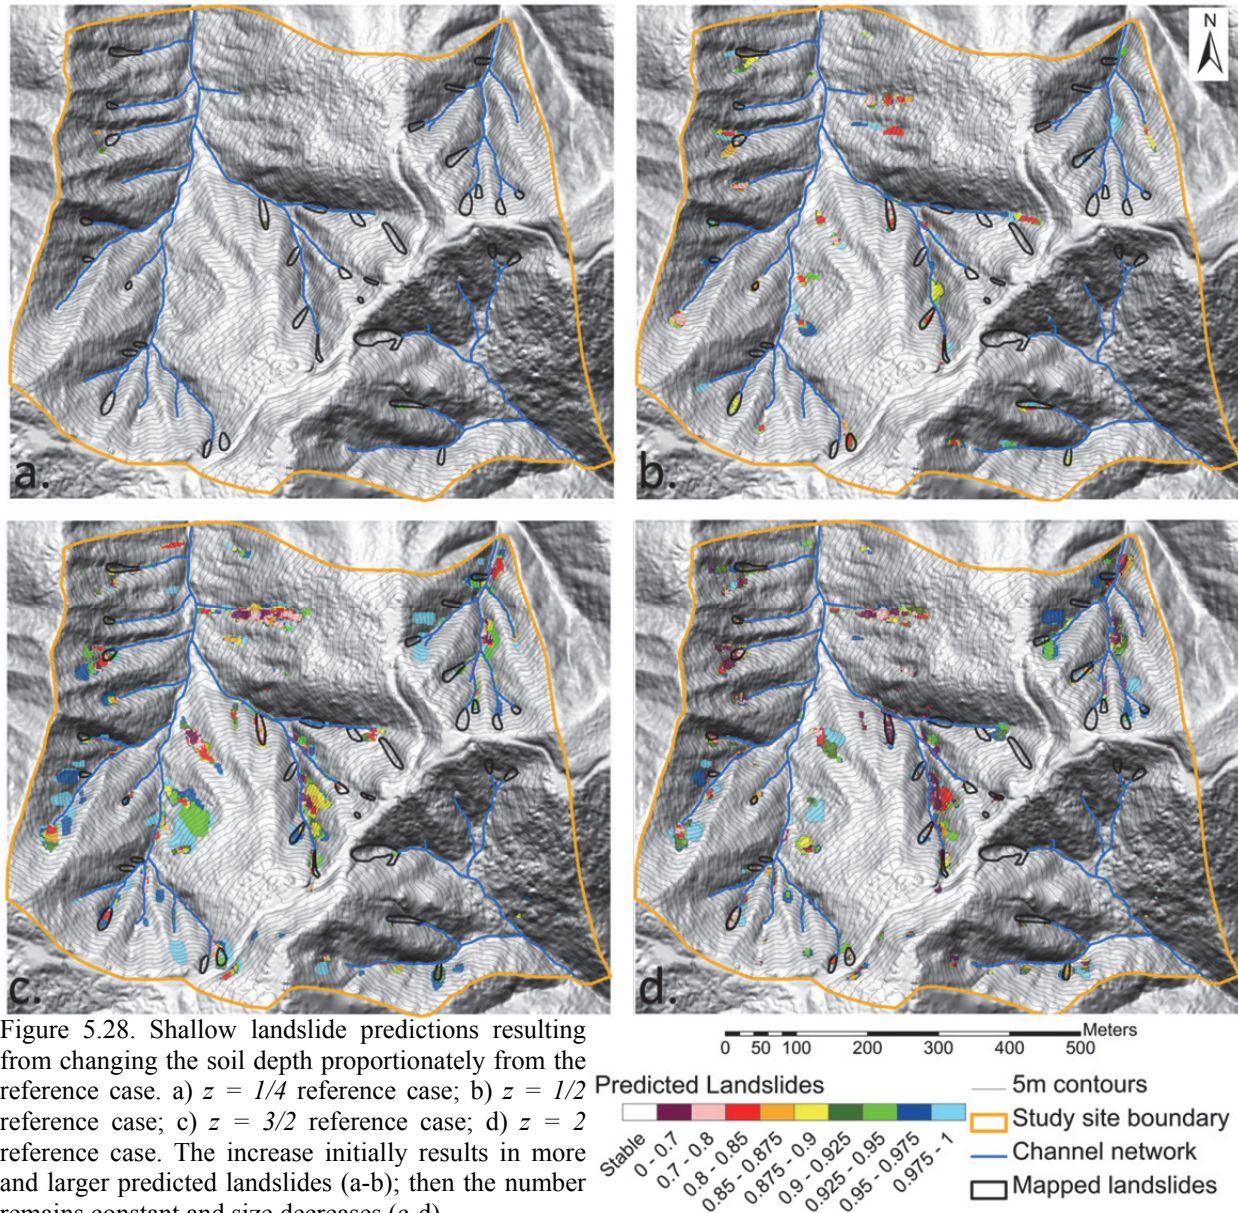 N
a.
b.
c.
d.
Figure 5.28. Shallow landslide predictions resulting
from changing the soil depth proportionately from the
reference case. a) z = 1/4 reference case; b) z = 1/2
reference case; c) z = 3/2 reference case; d) z = 2
reference case. The increase initially results in more
and larger predicted landslides (a-b); then the number
remains constant and size decreases (c-d).
Meters
0 50 100 200 300 400 500
Predicted Landslides
Stable
0 - 0.7
0.7 - 0.8
0.8 - 0.85
0.85 - 0.875
0.875 - 0.9
0.9 - 0.925
0.925 - 0.95
0.95 - 0.975
0.975 - 1
5m contours
Study site boundary
Channel network
Mapped landslides